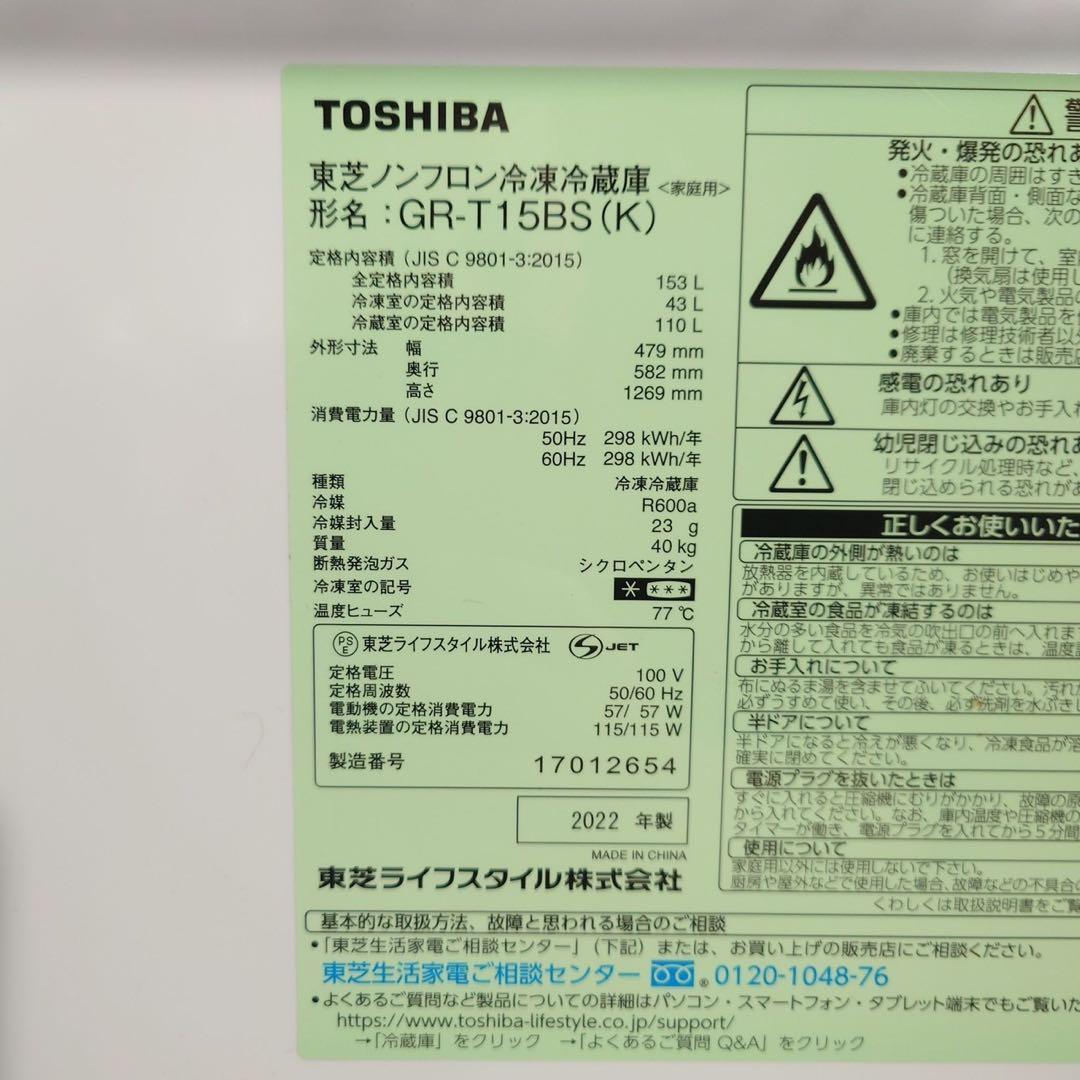 TOSHIBA
東芝ノンフロン冷凍冷蔵庫 <家庭用>
形名：GR-T15BS(K)
定格内容積（JIS C 9801-3:2015）
全定格内容積 153 L
冷凍室の定格内容積 43 L
冷蔵室の定格内容積 110 L
外形寸法 幅 479 mm
奥行 582 mm
高さ 1269 mm
消費電力量（JIS C 9801-3:2015）
50Hz 298 kWh/年
60Hz 298 kWh/年
種類 冷凍冷蔵庫
冷媒 R600a
冷媒封入量 23 g
質量 40 kg
断熱発泡ガス シクロペンタン
冷凍室の記号 * ***
温度ヒューズ 77 ℃
PSE 東芝ライフスタイル株式会社 S JET
定格電圧 100 V
定格周波数 50/60 Hz
電動機の定格消費電力 57/ 57 W
電熱装置の定格消費電力 115/115 W
製造番号 17012654
2022 年製
MADE IN CHINA
東芝ライフスタイル株式会社
発火・爆発の恐れあ
●冷蔵庫の周囲はすき
●冷蔵庫背面・側面な
傷ついた場合、次の
に連絡する。
1. 窓を開けて、室
（換気扇は使用し
2. 火気や電気製品の
●庫内では電気製品を
●修理は修理技術者以
●廃棄するときは販売
感電の恐れあり
庫内灯の交換やお手入れ
幼児閉じ込みの恐れあ
リサイクル処理時など、
閉じ込められる恐れがあ
正しくお使いいた
冷蔵庫の外側が熱いのは
放熱器を内蔵しているため、お使いはじめや
がありますが、異常ではありません。
冷蔵室の食品が凍結するのは
水分の多い食品を冷気の吹出口の前へ入れま
から離して入れても食品が凍るときは、温度調
お手入れについて
布にぬるま湯を含ませてふいてください。汚れた
必ずうすめて使い、その後、必ず洗剤を水ぶきし
半ドアについて
半ドアになると冷えが悪くなり、冷凍食品が溶
確実に閉めてください。
電源プラグを抜いたときは
すぐに入れると圧縮機にむりがかかり、故障の原
から入れてください。なお、庫内温度や圧縮機の
タイマーが働き、電源プラグを入れてから5分間
使用について
家庭用以外には使用しないで下さい。
厨房や屋外などで使用した場合、故障などの不具合の
くわしくは取扱説明書をご覧
基本的な取扱方法、故障と思われる場合のご相談
●「東芝生活家電ご相談センター」（下記）または、お買い上げの販売店にご相談ください。
東芝生活家電ご相談センター ® 0120-1048-76
●よくあるご質問など製品についての詳細はパソコン・スマートフォン・タブレット端末でもご覧いた
https://www.toshiba-lifestyle.co.jp/support/
→「冷蔵庫」をクリック →「よくあるご質問 Q&A」をクリック